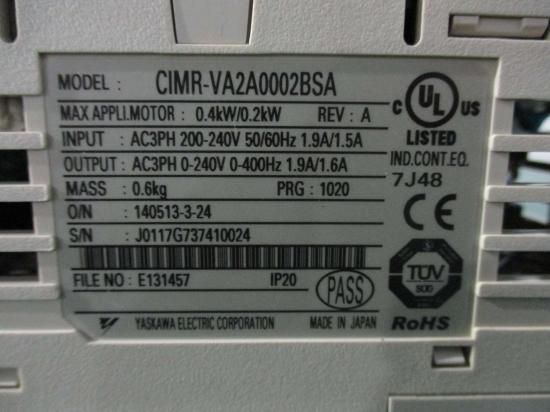 MODEL : CIMR-VA2A0002BSA
MAX APPLI.MOTOR : 0.4kW/0.2kW REV : A
INPUT : AC3PH 200-240V 50/60Hz 1.9A/1.5A
OUTPUT : AC3PH 0-240V 0-400Hz 1.9A/1.6A
MASS : 0.6kg PRG : 1020
O/N : 140513-3-24
S/N : J0117G737410024
FILE NO : E131457 IP20
PASS
YASKAWA ELECTRIC CORPORATION MADE IN JAPAN
C UL US
LISTED
IND.CONT.EQ.
7J48
CE
TÜV
SÜD
RoHS